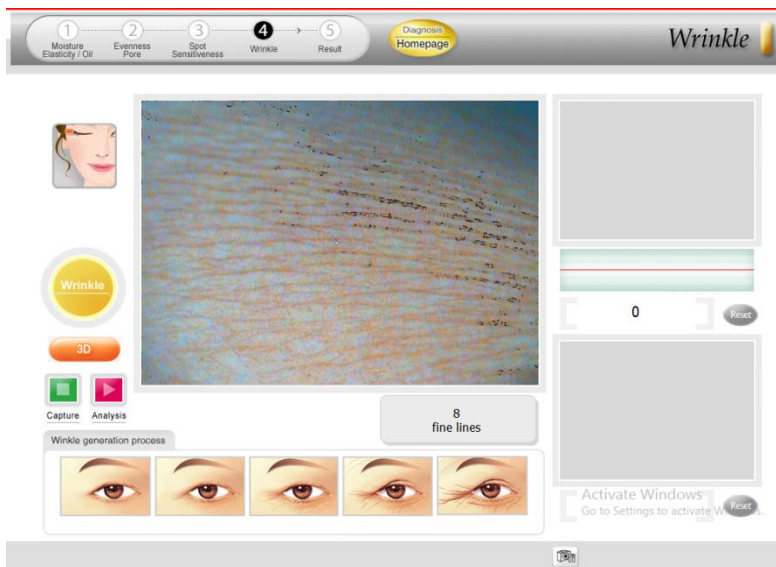 1
2
3
4
5
Moisture
Elasticity / Oil
Evenness
Pore
Spot
Sensitiveness
Wrinkle
Result
Diagnosis
Homepage
Wrinkle
Wrinkle
3D
Capture
Analysis
8
fine lines
0
Reset
Winkle generation process
Activate Windows
Go to Settings to activate Windows.
Reset